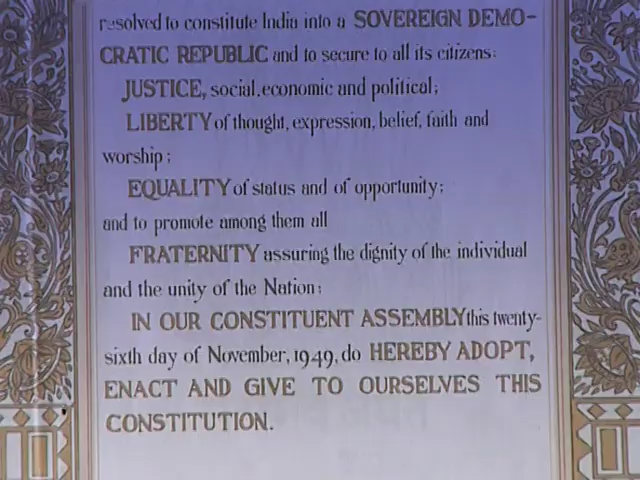 resolved to constitute India into a SOVEREIGN DEMO-
CRATIC REPUBLIC and to secure to all its citizens:
JUSTICE, social, economic and political;
LIBERTY of thought, expression, belief, faith and
worship;
EQUALITY of status and of opportunity;
and to promote among them all
FRATERNITY assuring the dignity of the individual
and the unity of the Nation;
IN OUR CONSTITUENT ASSEMBLY this twenty-
sixth day of November, 1949, do HEREBY ADOPT,
ENACT AND GIVE TO OURSELVES THIS
CONSTITUTION.